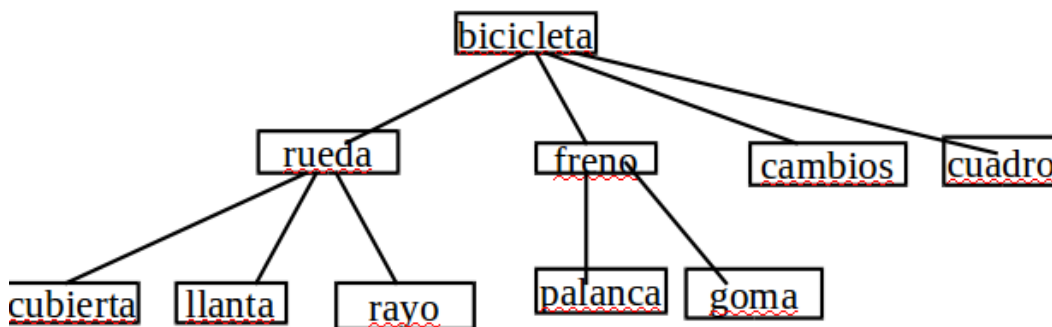 bicicleta
rueda
freno
cambios
cuadro
cubierta
llanta
rayo
palanca
goma